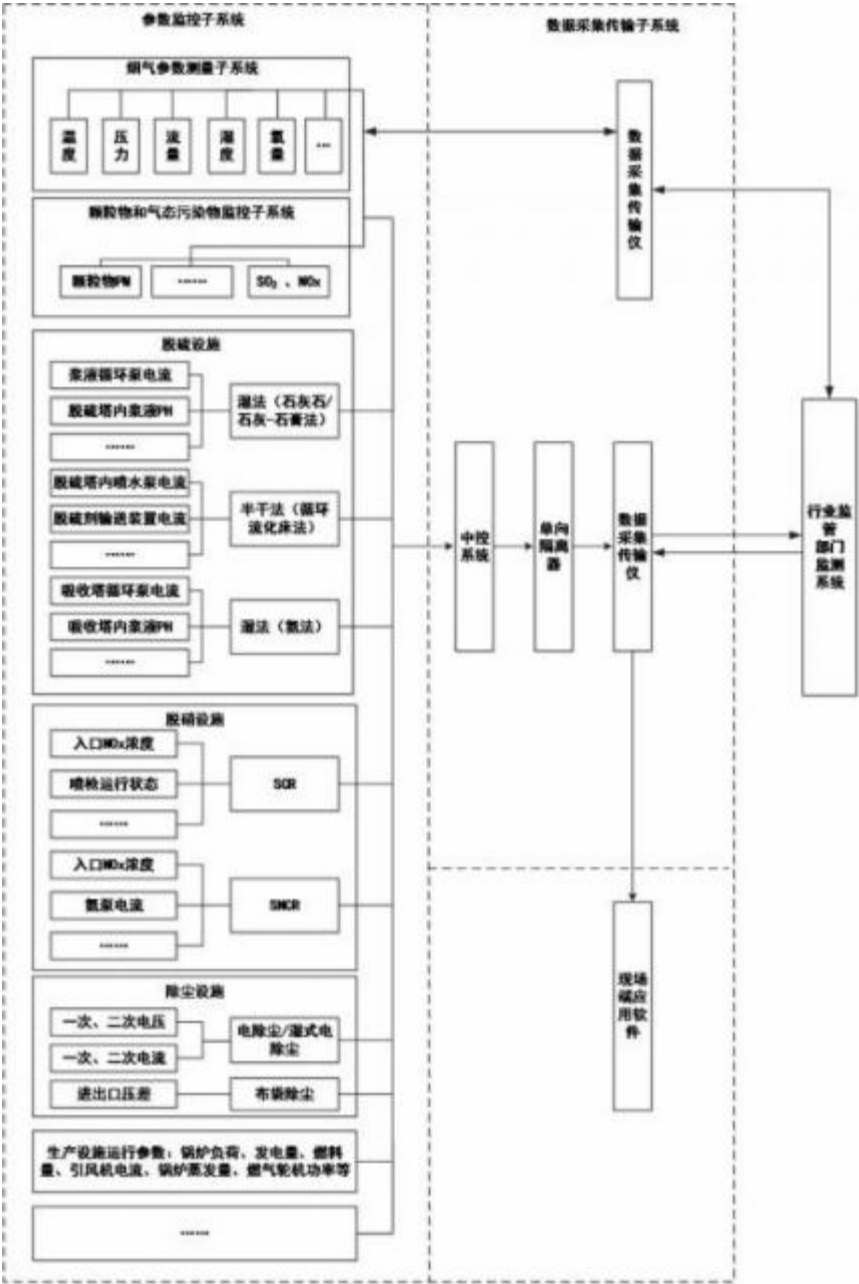 参数监控子系统
数据采集传输子系统
烟气参数测量子系统
温
度
压
力
流
量
湿
度
氧
量
...
数
据
采
集
传
输
仪
颗粒物和气态污染物监控子系统
颗粒物PM
......
SO₂、NOx
脱硫设施
浆液循环泵电流
脱硫塔内浆液PH
......
湿法(石灰石/
石灰-石膏法)
脱硫塔内喷水泵电流
脱硫剂输送装置电流
......
半干法(循环
流化床法)
吸收塔循环泵电流
吸收塔内浆液PH
......
湿法(氨法)
中控
系统
单向
隔离
器
数据
采集
传输
仪
行业监
管
部门
监测
系统
脱硝设施
入口NOx浓度
喷枪运行状态
......
SCR
入口NOx浓度
氨泵电流
......
SNCR
除尘设施
一次、二次电压
一次、二次电流
电除尘/湿式电
除尘
进出口压差
布袋除尘
现场
端应
用软
件
生产设施运行参数:锅炉负荷、发电量、燃料
量、引风机电流、锅炉蒸发量、燃气轮机功率等
......